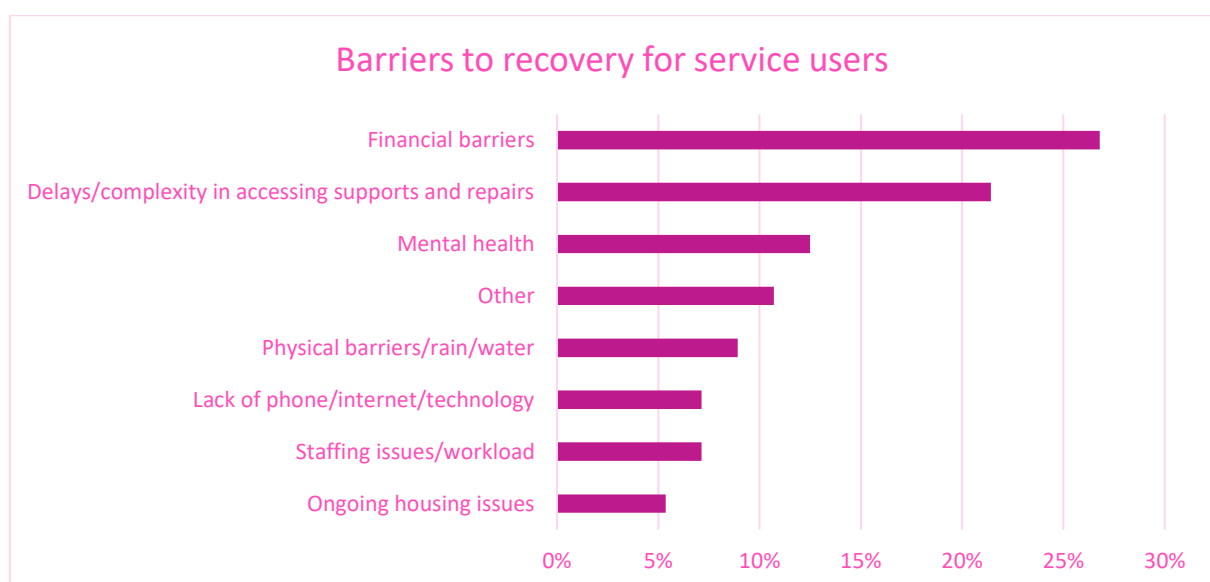 Barriers to recovery for service users
Financial barriers
Delays/complexity in accessing supports and repairs
Mental health
Other
Physical barriers/rain/water
Lack of phone/internet/technology
Staffing issues/workload
Ongoing housing issues
0% 5% 10% 15% 20% 25% 30%